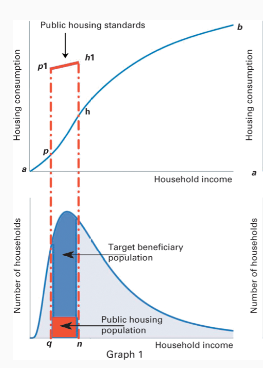 Public housing standards
b
p1
h1
h
p
a
Housing consumption
Household income
Housing consumption
a
Target beneficiary
population
Public housing
population
Number of households
q
n
Household income
Number of households
Graph 1